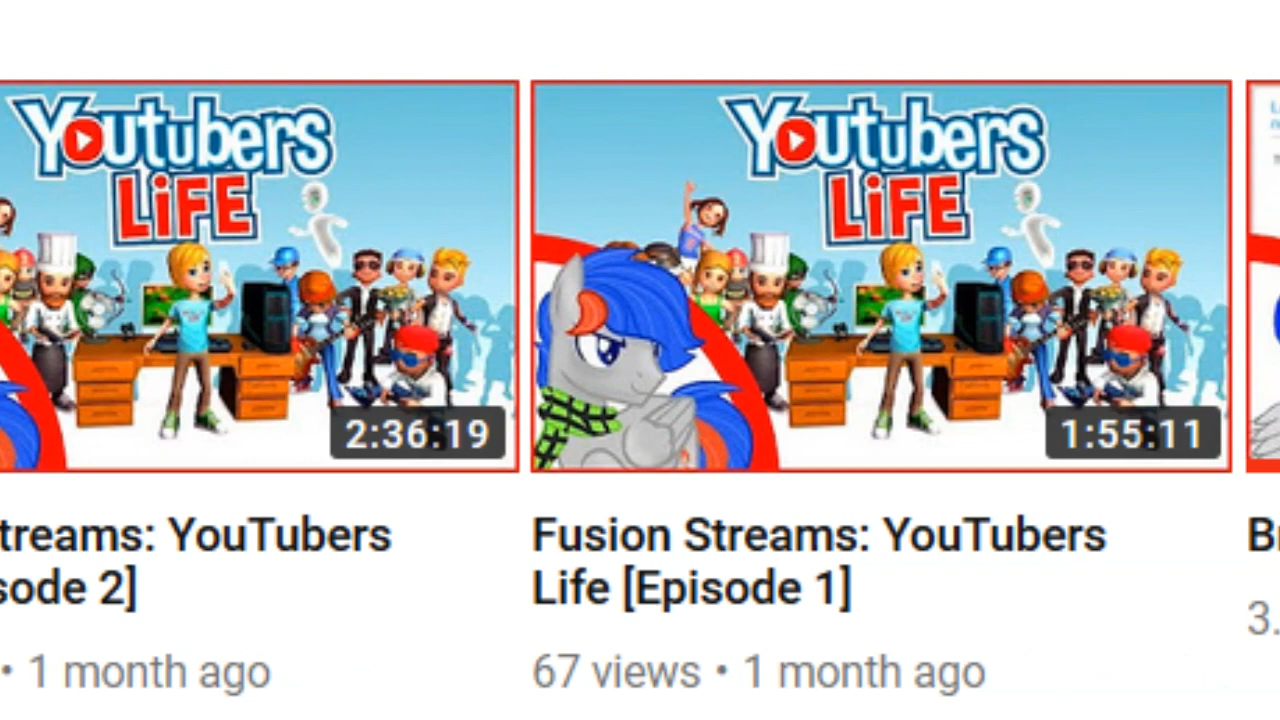 Youtubers
LiFE
2:36:19
treams: YouTubers
sode 2]
• 1 month ago
Youtubers
LiFE
1:55:11
Fusion Streams: YouTubers
Life [Episode 1]
67 views • 1 month ago
3.